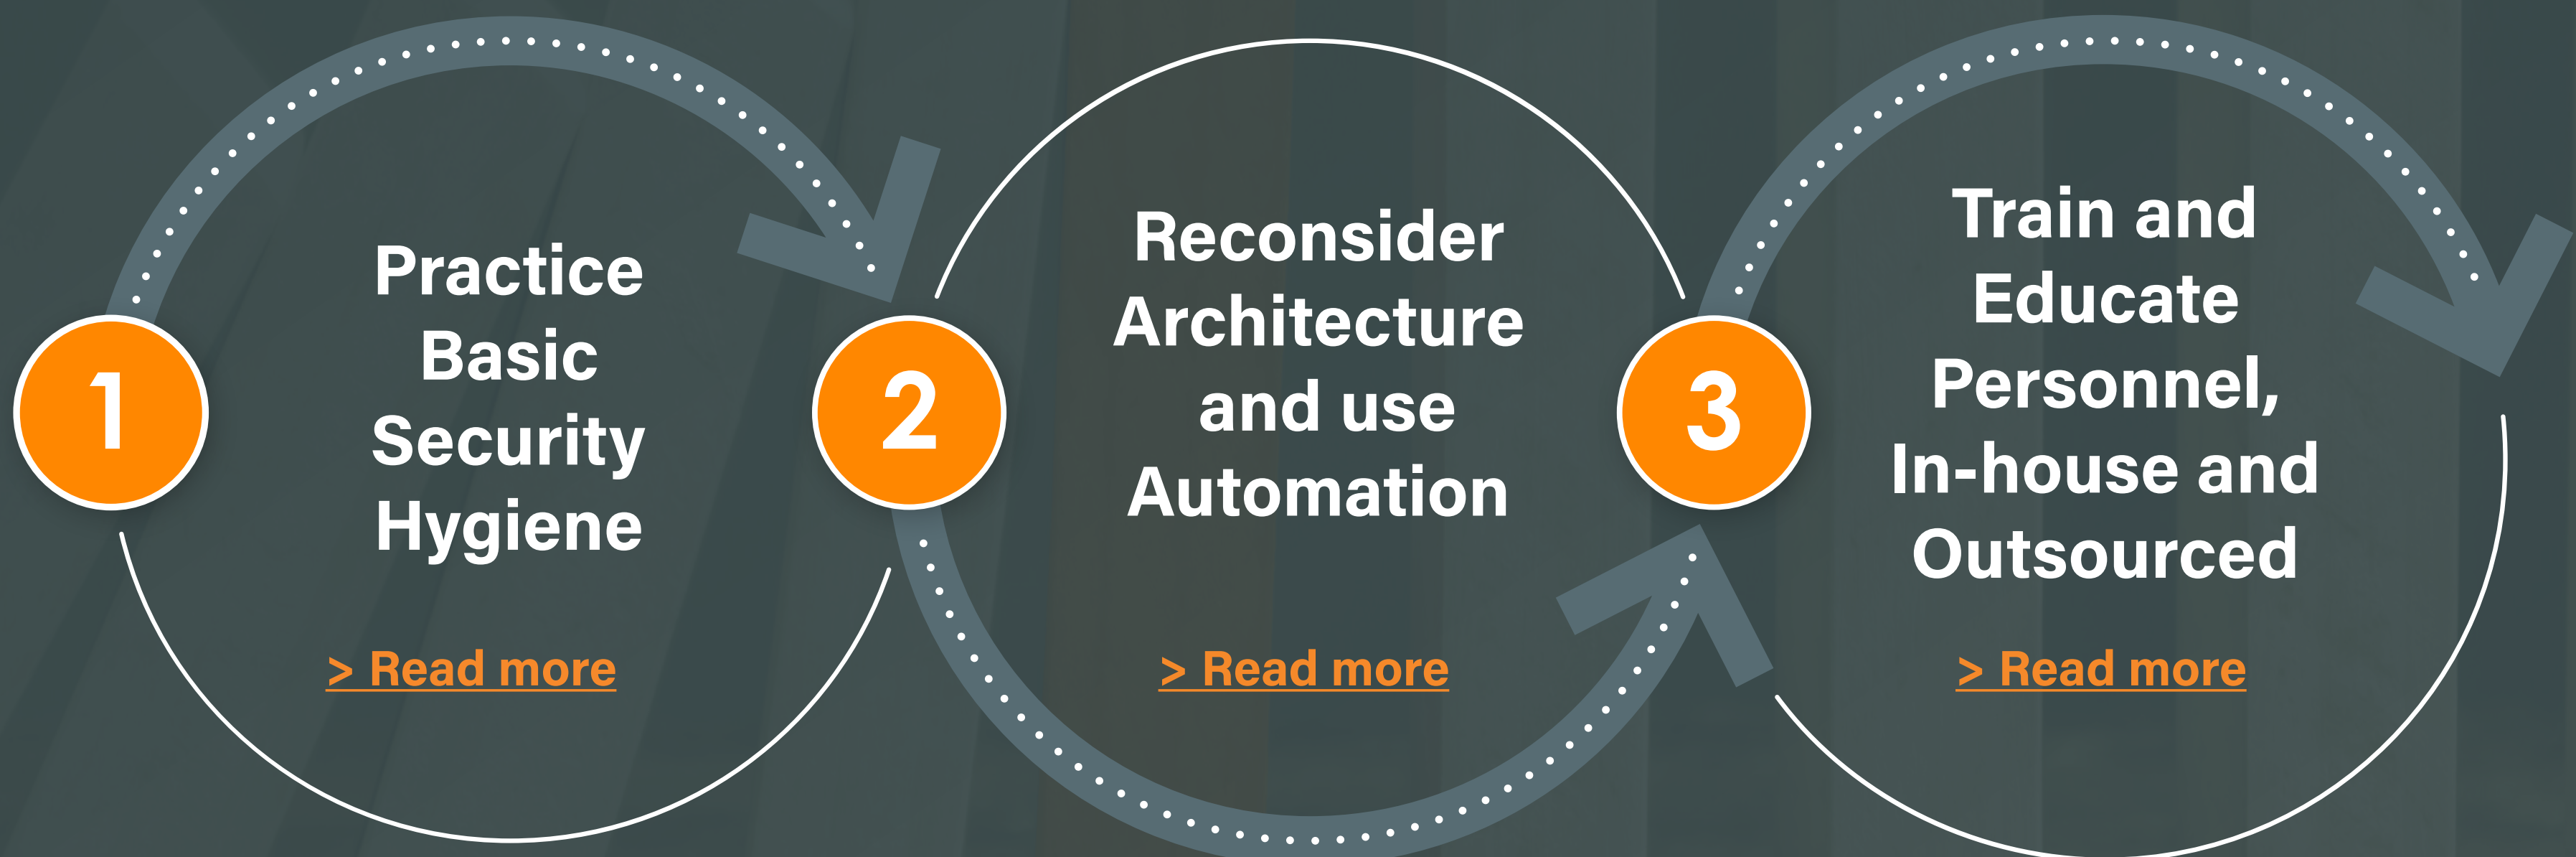 1
Practice
Basic
Security
Hygiene
> Read more
2
Reconsider
Architecture
and use
Automation
> Read more
3
Train and
Educate
Personnel,
In-house and
Outsourced
> Read more